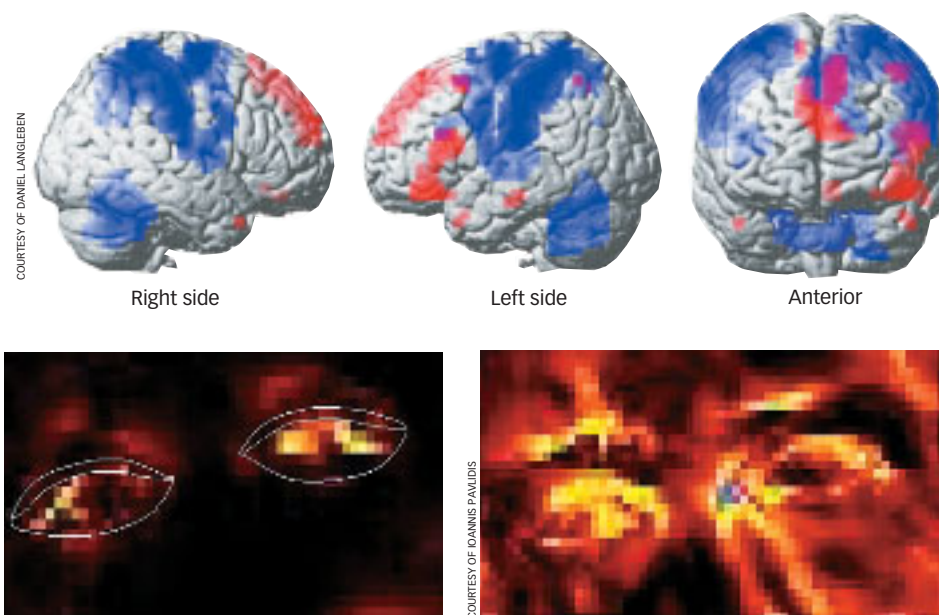 COURTESY OF DANIEL LANGLEBEN
Right side
Left side
Anterior
COURTESY OF IOANNIS PAVLIDIS